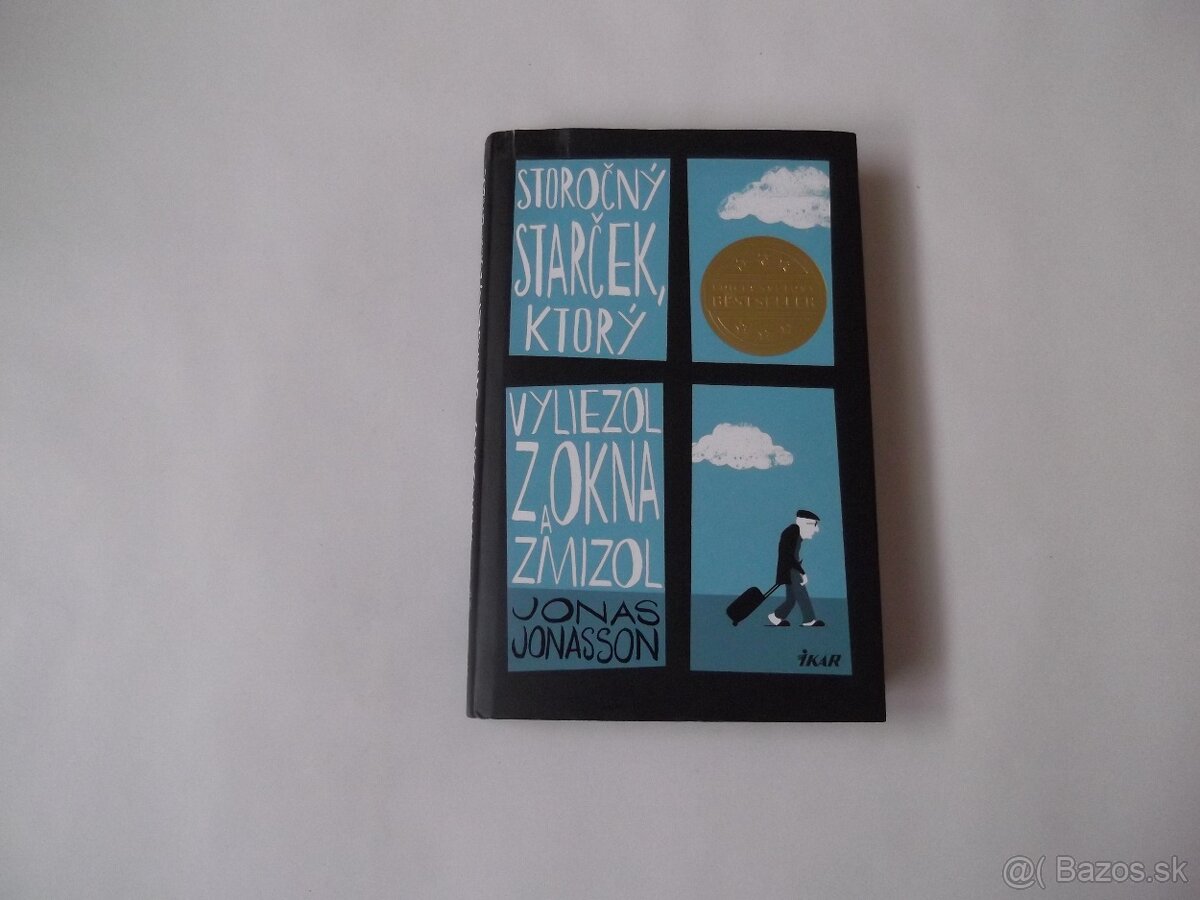 STOROČNÝ
STARČEK,
KTORÝ
VYLIEZOL
Z OKNA
A
ZMIZOL
JONAS
JONASSON
BESTSELLER
iKAR
@( Bazos.sk